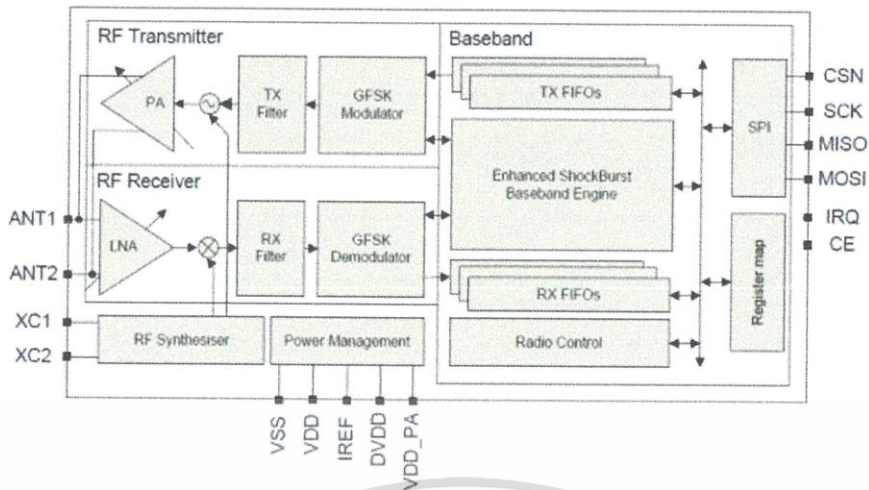 RF Transmitter
Baseband
PA
TX
Filter
GFSK
Modulator
TX FIFOs
SPI
CSN
SCK
MISO
MOSI
Enhanced ShockBurst
Baseband Engine
RF Receiver
ANT1
LNA
RX
Filter
GFSK
Demodulator
IRQ
CE
ANT2
RX FIFOs
Register map
XC1
XC2
RF Synthesiser
Power Management
Radio Control
VSS
VDD
IREF
DVDD
VDD_PA